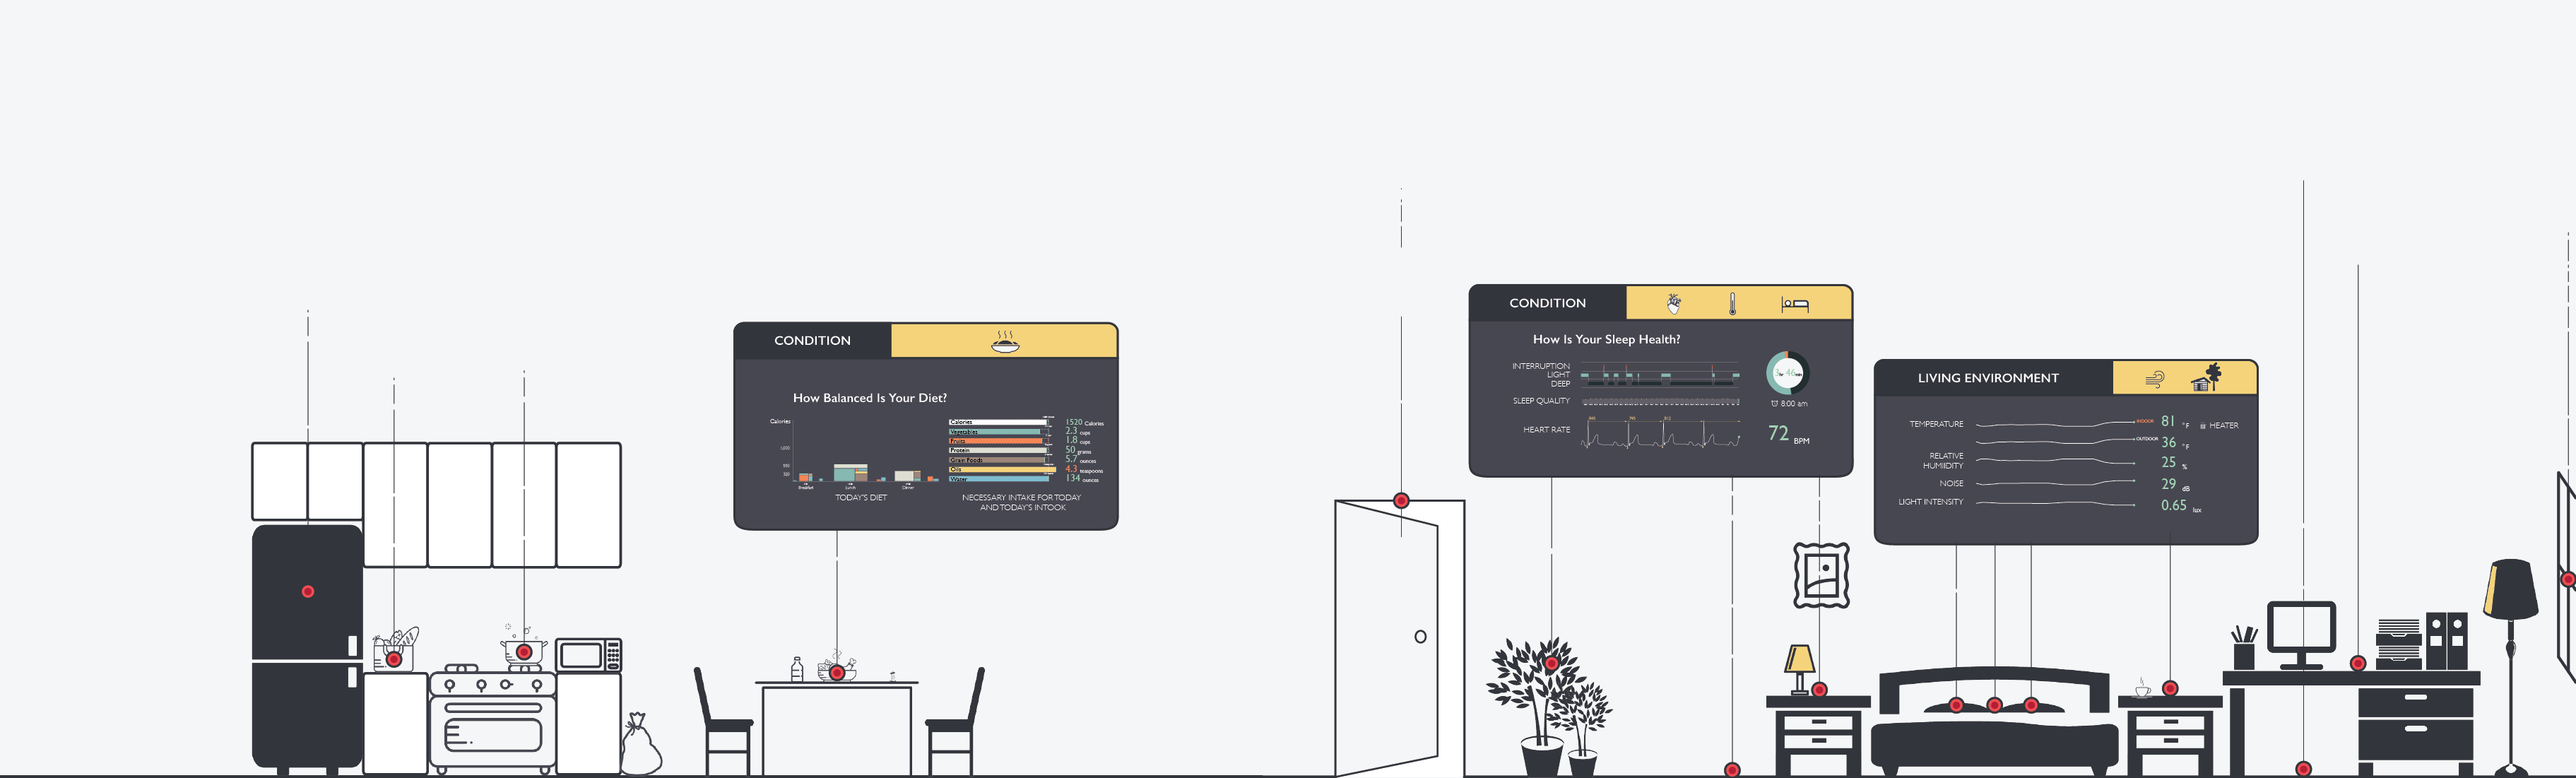 CONDITION
How Balanced Is Your Diet?
Calories
Breakfast
Lunch
Dinner
TODAY'S DIET
Calories
1520 Calories
Vegetables
2.3 cups
Fruits
1.8 cups
Protein
50 grams
Grain Foods
5.7 ounces
Oils
4.3 teaspoons
Water
134 ounces
NECESSARY INTAKE FOR TODAY
AND TODAY'S INTOOK
CONDITION
How Is Your Sleep Health?
INTERRUPTION
LIGHT
DEEP
SLEEP QUALITY
HEART RATE
8:00 am
72 BPM
LIVING ENVIRONMENT
TEMPERATURE
INDOOR 81 °F HEATER
OUTDOOR 36 °F
RELATIVE
HUMIIDITY
25 %
NOISE
29 dB
LIGHT INTENSITY
0.65 lux